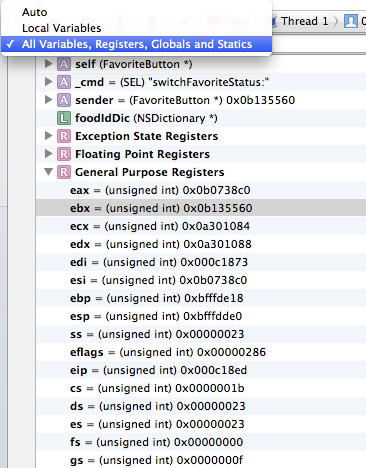 Auto
Thread 1
Local Variables
✓ All Variables, Registers, Globals and Statics
A self (FavoriteButton *)
A _cmd = (SEL) "switchFavoriteStatus:"
A sender = (FavoriteButton *) 0x0b135560
L foodIdDic (NSDictionary *)
R Exception State Registers
R Floating Point Registers
R General Purpose Registers
eax = (unsigned int) 0x0b0738c0
ebx = (unsigned int) 0x0b135560
ecx = (unsigned int) 0x0a301084
edx = (unsigned int) 0x0a301088
edi = (unsigned int) 0x000c1873
esi = (unsigned int) 0x0b0738c0
ebp = (unsigned int) 0xbfffde18
esp = (unsigned int) 0xbfffdde0
ss = (unsigned int) 0x00000023
eflags = (unsigned int) 0x00000286
eip = (unsigned int) 0x000c18ed
cs = (unsigned int) 0x0000001b
ds = (unsigned int) 0x00000023
es = (unsigned int) 0x00000023
fs = (unsigned int) 0x00000000
gs = (unsigned int) 0x0000000f